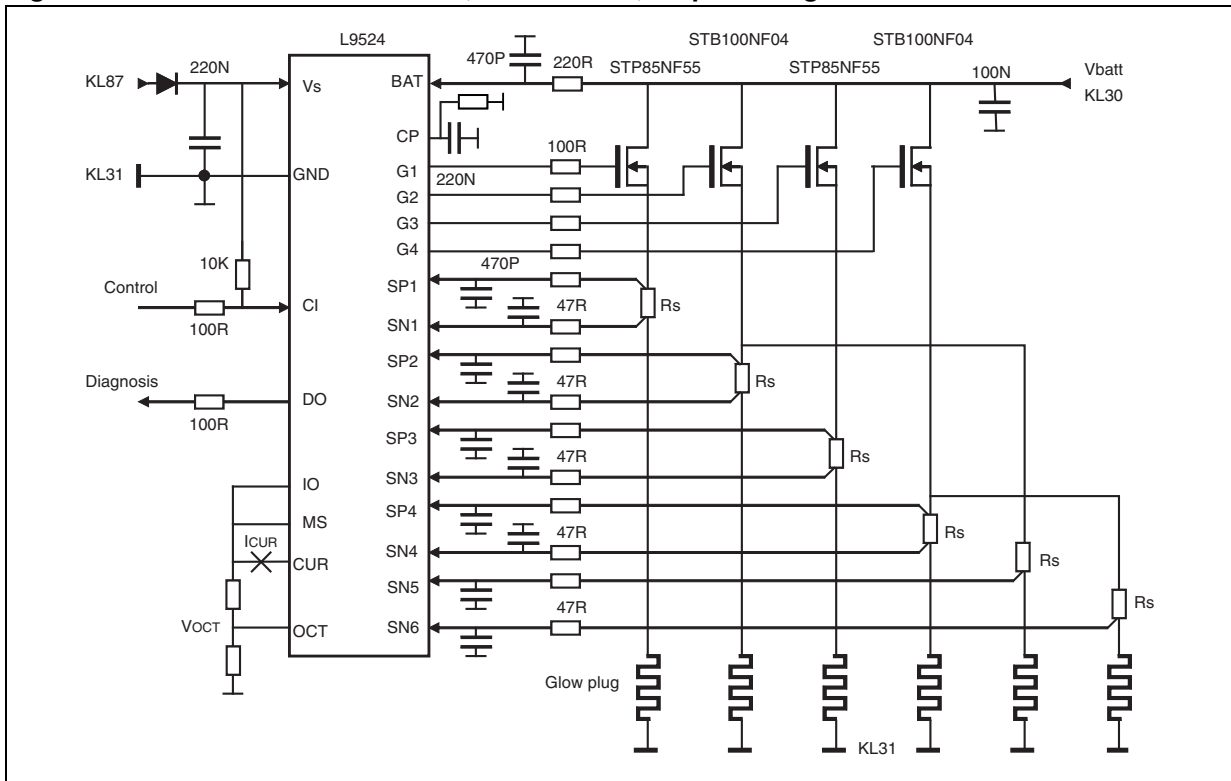 L9524
STB100NF04
STB100NF04
470P
220R
STP85NF55
STP85NF55
KL87
220N
Vs
BAT
100N
Vbatt
KL30
CP
100R
KL31
GND
G1
220N
G2
G3
G4
10K
470P
Control
SP1
CI
47R
Rs
100R
SN1
SP2
Diagnosis
47R
Rs
DO
SN2
100R
SP3
47R
Rs
IO
SN3
SP4
MS
47R
Rs
ICUR
CUR
SN4
Rs
SN5
47R
Rs
VOCT
OCT
SN6
Glow plug
KL31